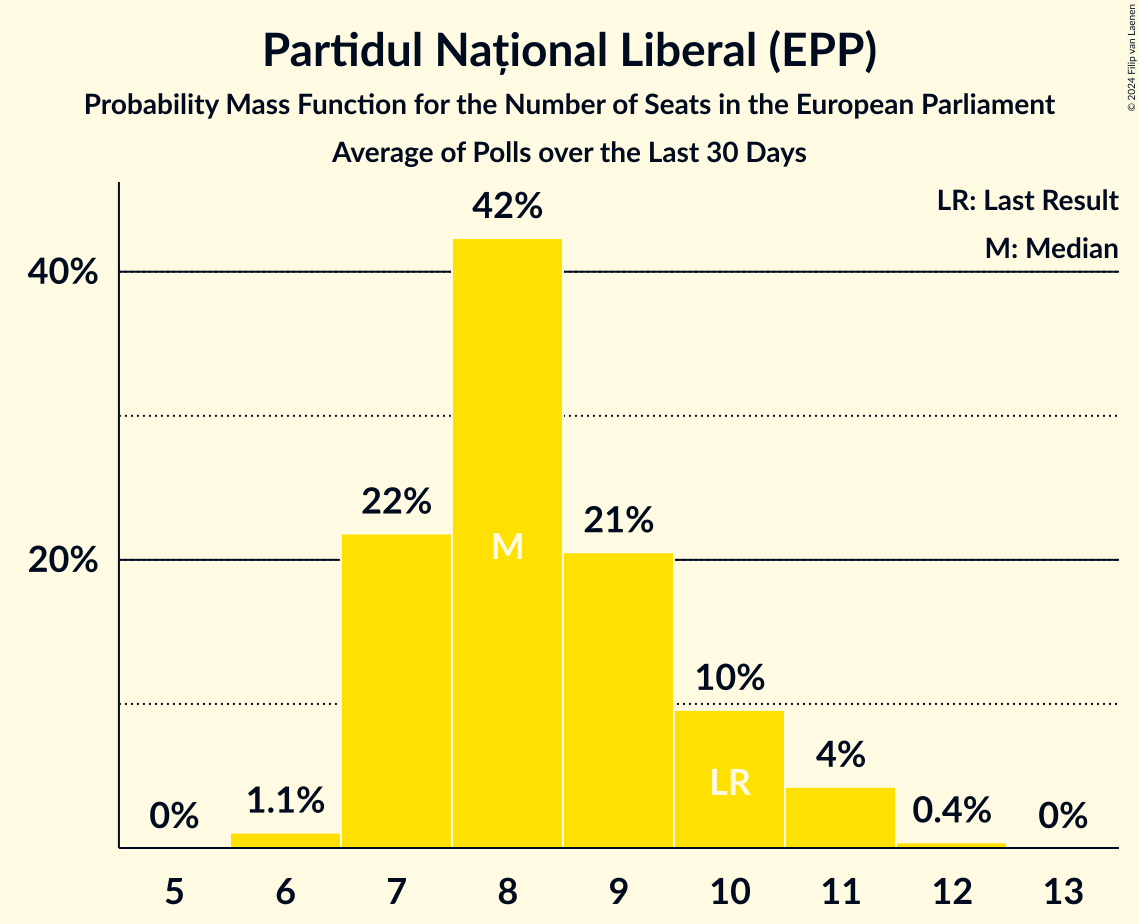 Partidul Național Liberal (EPP)
Probability Mass Function for the Number of Seats in the European Parliament
Average of Polls over the Last 30 Days
© 2024 Filip van Laenen
LR: Last Result
M: Median
40%
20%
0%
1.1%
22%
42%
21%
10%
4%
0.4%
0%
M
LR
5 6 7 8 9 10 11 12 13